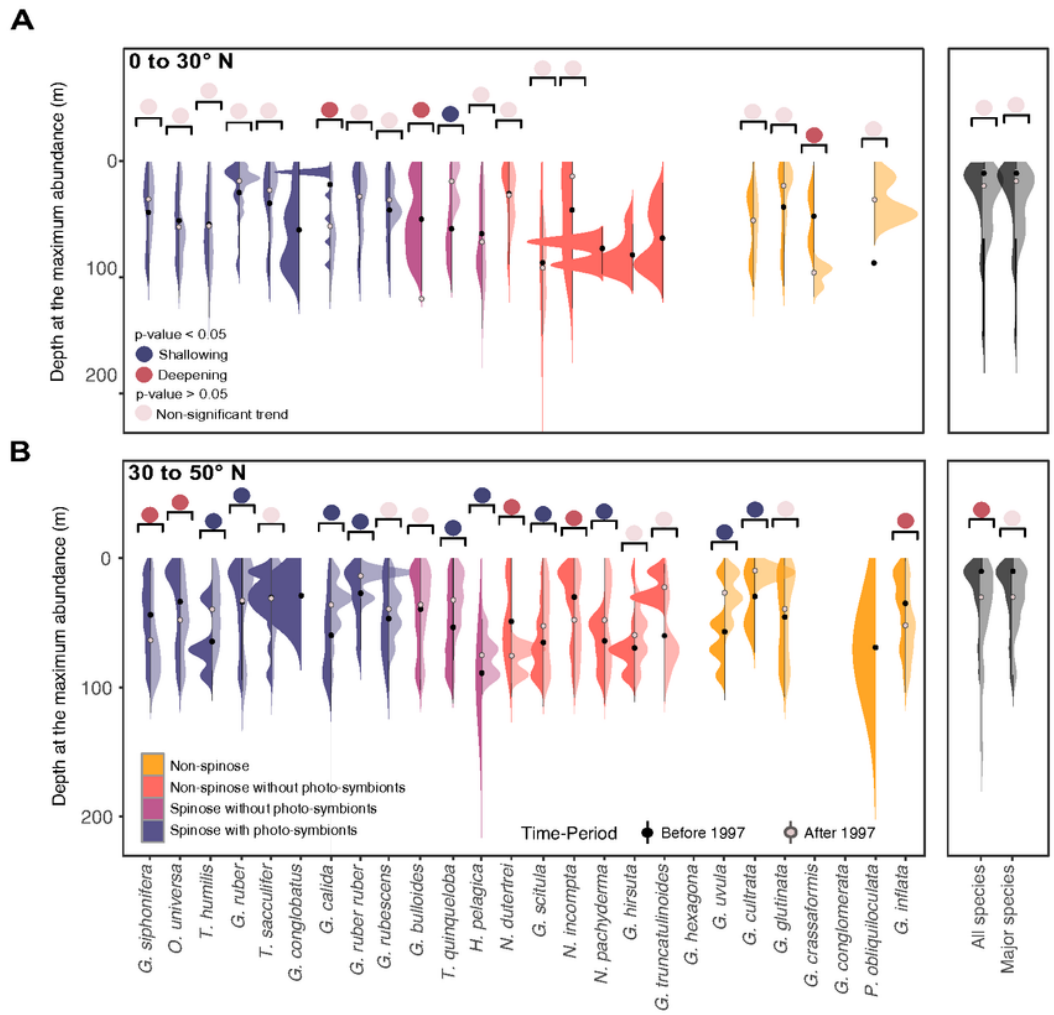 A
0 to 30° N
Depth at the maximum abundance (m)
0
100
200
p-value < 0.05
Shallowing
Deepening
p-value > 0.05
Non-significant trend
B
30 to 50° N
Depth at the maximum abundance (m)
0
100
200
Non-spinose
Non-spinose without photo-symbionts
Spinose without photo-symbionts
Spinose with photo-symbionts
Time-Period Before 1997 After 1997
G. siphonifera
O. universa
T. humilis
G. ruber
T. sacculifer
G. conglobatus
G. calida
G. ruber ruber
G. rubescens
G. bulloides
T. quinqueloba
H. pelagica
N. dutertrei
G. scitula
N. incompta
N. pachyderma
G. hirsuta
G. truncatulinoides
G. hexagona
G. uvula
G. cultrata
G. glutinata
G. crassaformis
G. conglomerata
P. obliquiloculata
G. inflata
All species
Major species